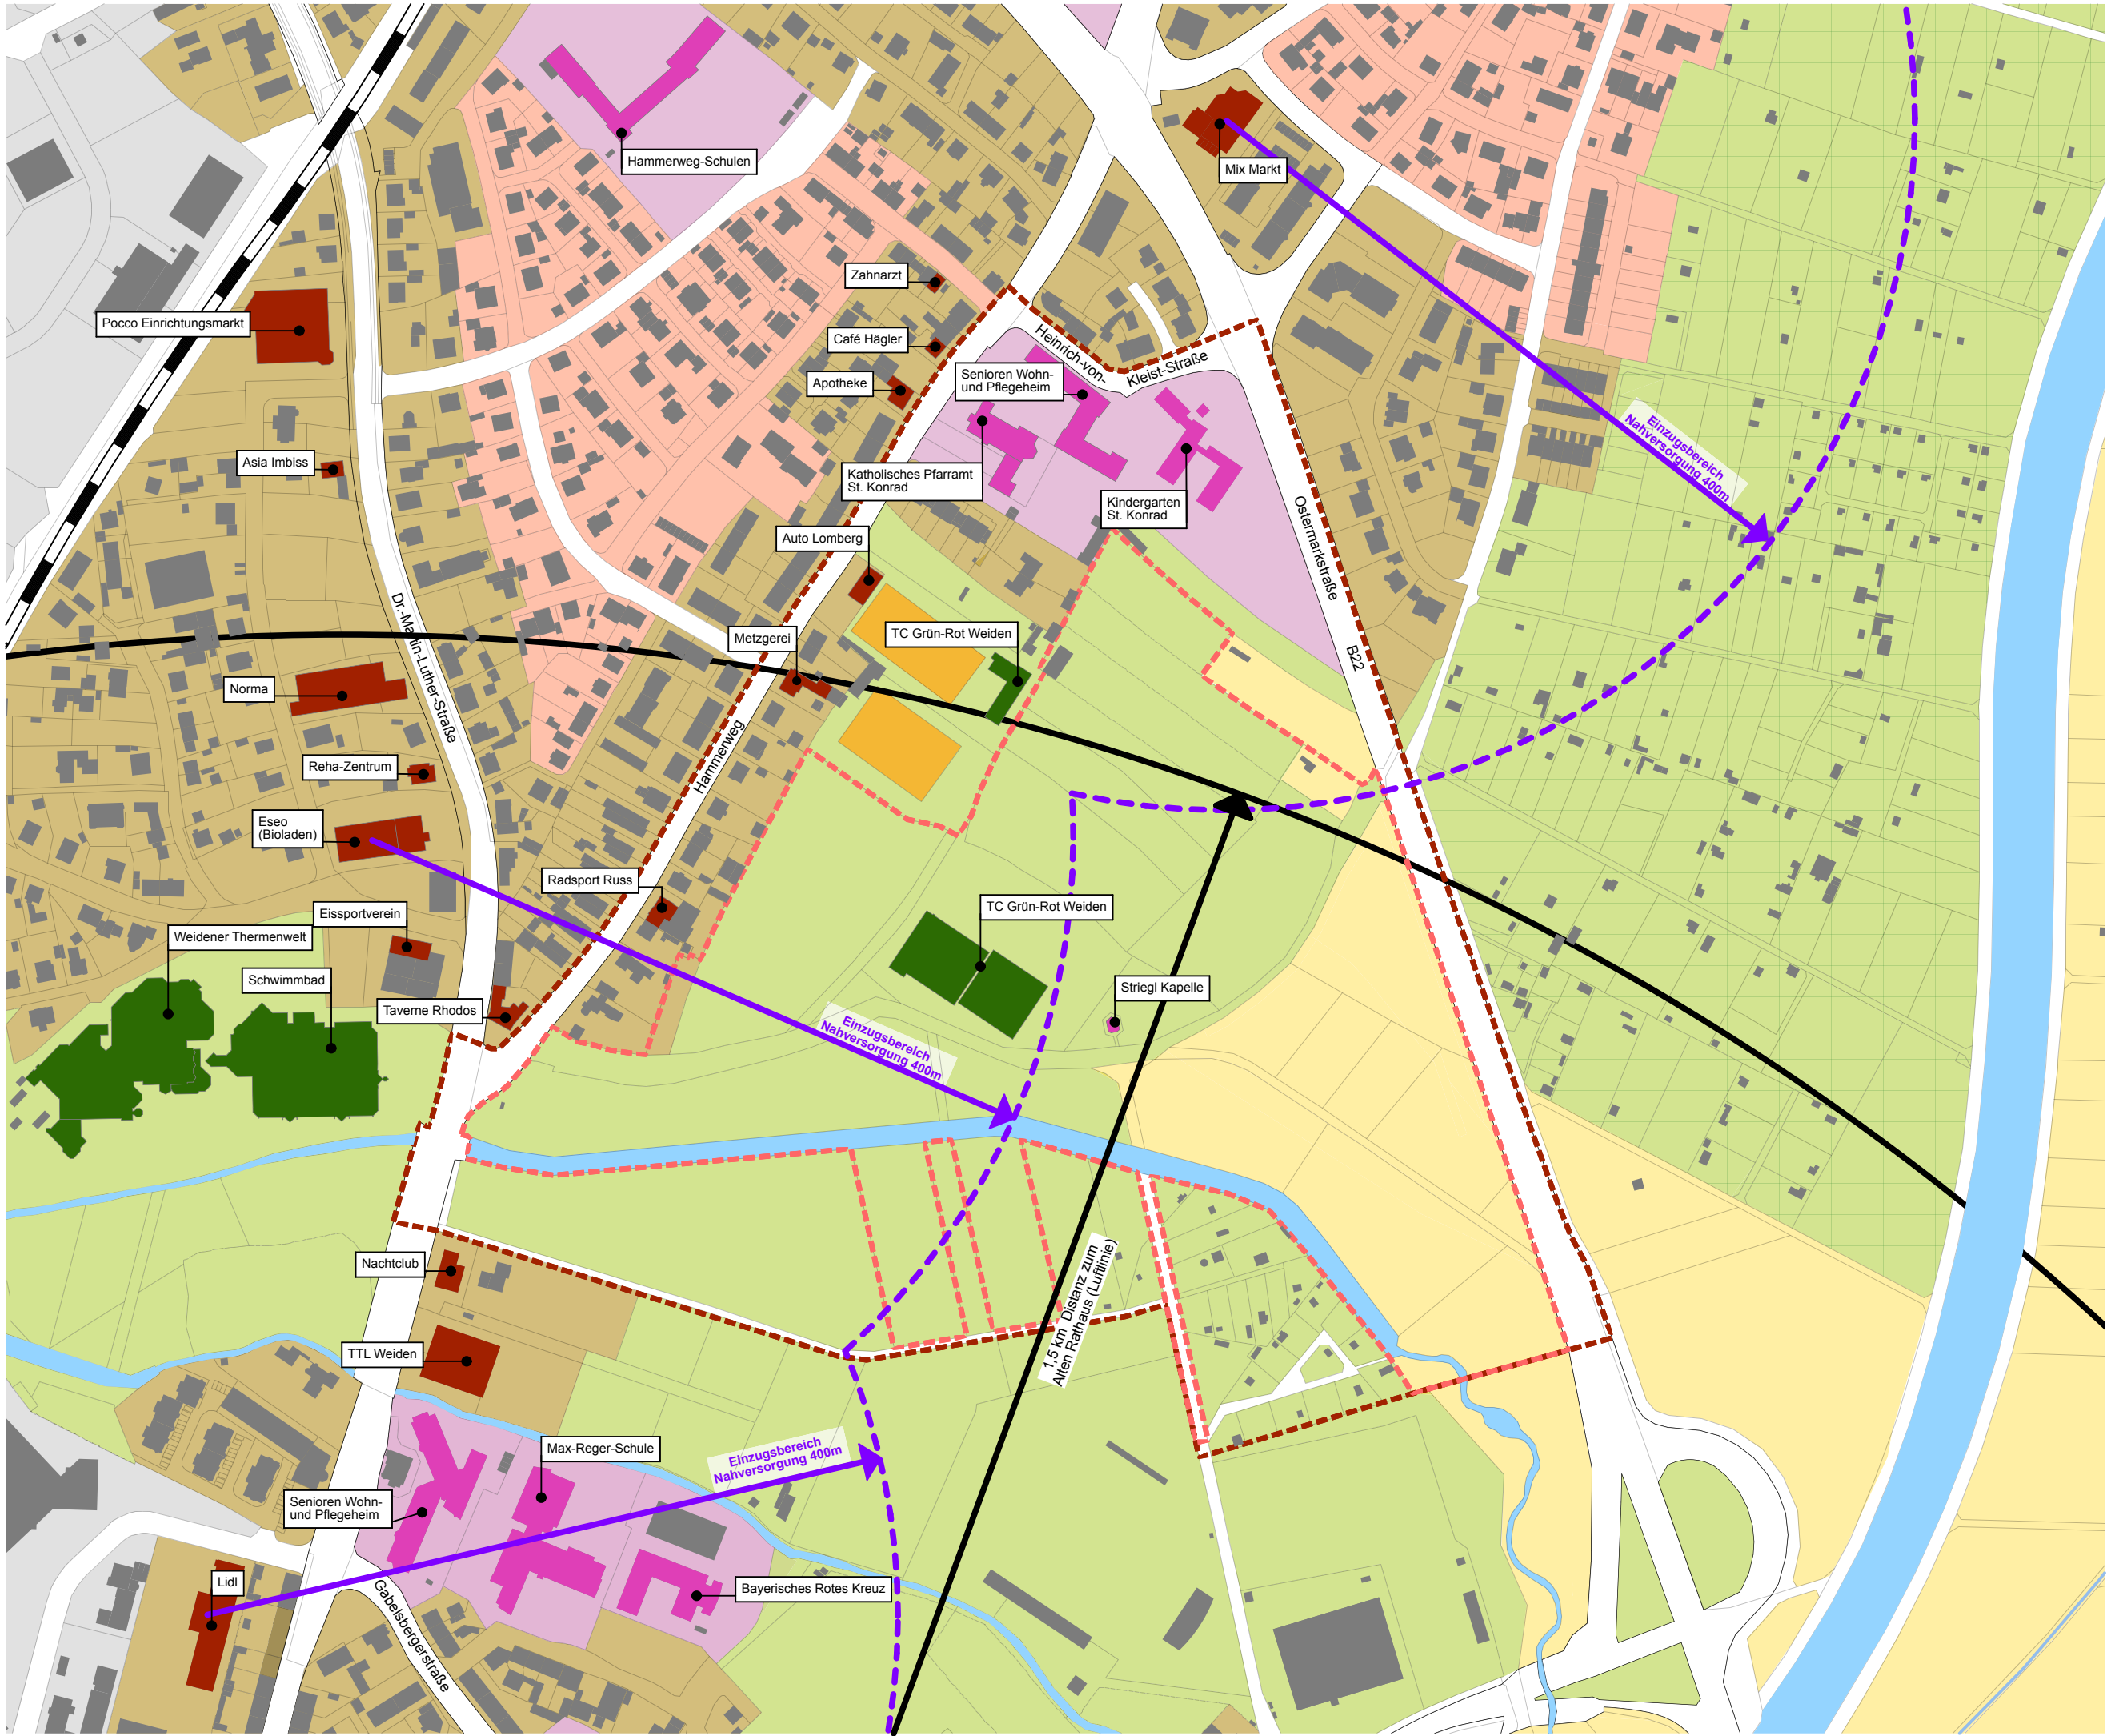 Hammerweg-Schulen
Mix Markt
Zahnarzt
Pocco Einrichtungsmarkt
Café Hägler
Heinrich-von-
Kleist-Straße
Apotheke
Senioren Wohn-
und Pflegeheim
Asia Imbiss
Katholisches Pfarramt
St. Konrad
Kindergarten
St. Konrad
Einzugsbereich
Nahversorgung 400m
Ostermarkstraße
B22
Auto Lomberg
Dr.-Martin-Luther-Straße
Metzgerei
TC Grün-Rot Weiden
Norma
Hammerweg
Reha-Zentrum
Eseo
(Bioladen)
Radsport Russ
TC Grün-Rot Weiden
Eissportverein
Weidener Thermenwelt
Schwimmbad
Striegl Kapelle
Taverne Rhodos
Einzugsbereich
Nahversorgung 400m
Nachtclub
1,5 km Distanz zum
Alten Rathaus (Luftlinie)
TTL Weiden
Max-Reger-Schule
Einzugsbereich
Nahversorgung 400m
Senioren Wohn-
und Pflegeheim
Lidl
Bayerisches Rotes Kreuz
Gabelsbergerstraße